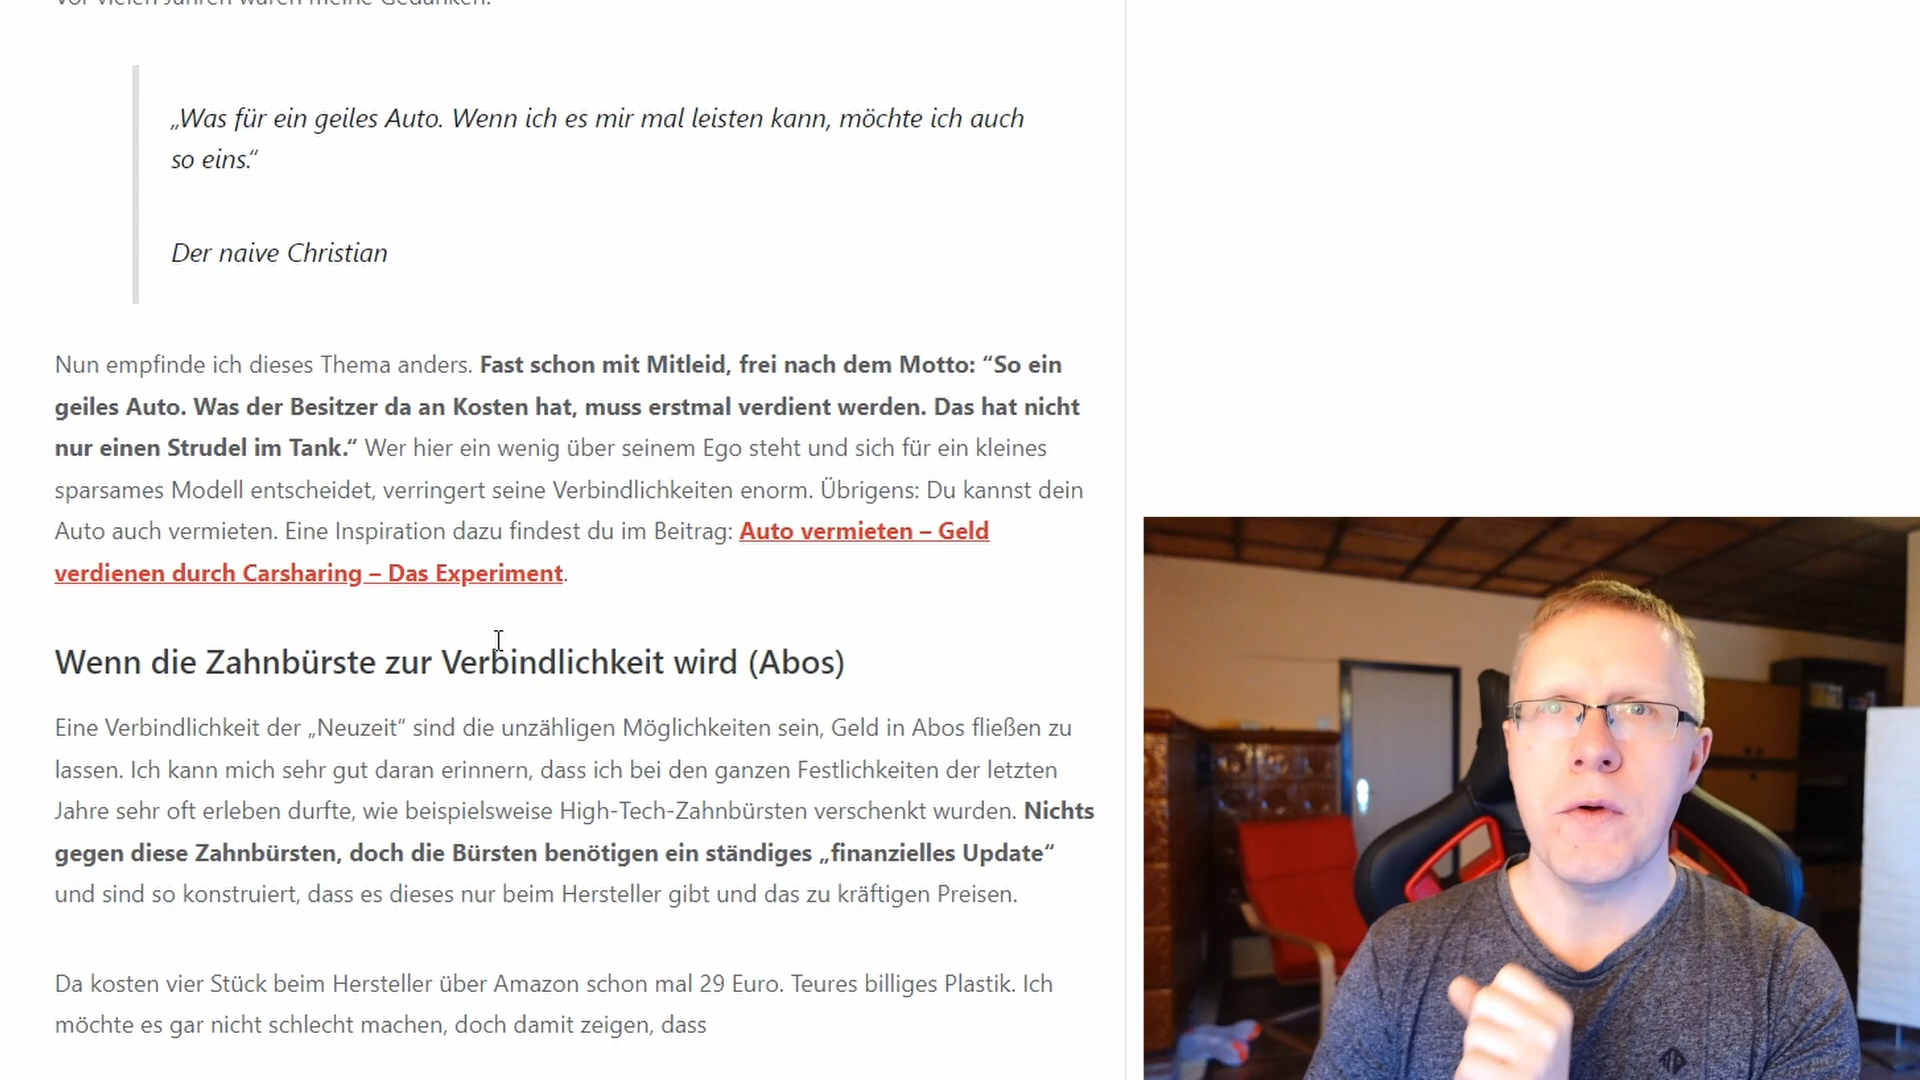 Vor vielen Jahren waren meine Gedanken:
„Was für ein geiles Auto. Wenn ich es mir mal leisten kann, möchte ich auch
so eins.“
Der naive Christian
Nun empfinde ich dieses Thema anders. Fast schon mit Mitleid, frei nach dem Motto: “So ein
geiles Auto. Was der Besitzer da an Kosten hat, muss erstmal verdient werden. Das hat nicht
nur einen Strudel im Tank.“ Wer hier ein wenig über seinem Ego steht und sich für ein kleines
sparsames Modell entscheidet, verringert seine Verbindlichkeiten enorm. Übrigens: Du kannst dein
Auto auch vermieten. Eine Inspiration dazu findest du im Beitrag: Auto vermieten – Geld
verdienen durch Carsharing – Das Experiment.
Wenn die Zahnbürste zur Verbindlichkeit wird (Abos)
Eine Verbindlichkeit der „Neuzeit“ sind die unzähligen Möglichkeiten sein, Geld in Abos fließen zu
lassen. Ich kann mich sehr gut daran erinnern, dass ich bei den ganzen Festlichkeiten der letzten
Jahre sehr oft erleben durfte, wie beispielsweise High-Tech-Zahnbürsten verschenkt wurden. Nichts
gegen diese Zahnbürsten, doch die Bürsten benötigen ein ständiges „finanzielles Update“
und sind so konstruiert, dass es dieses nur beim Hersteller gibt und das zu kräftigen Preisen.
Da kosten vier Stück beim Hersteller über Amazon schon mal 29 Euro. Teures billiges Plastik. Ich
möchte es gar nicht schlecht machen, doch damit zeigen, dass